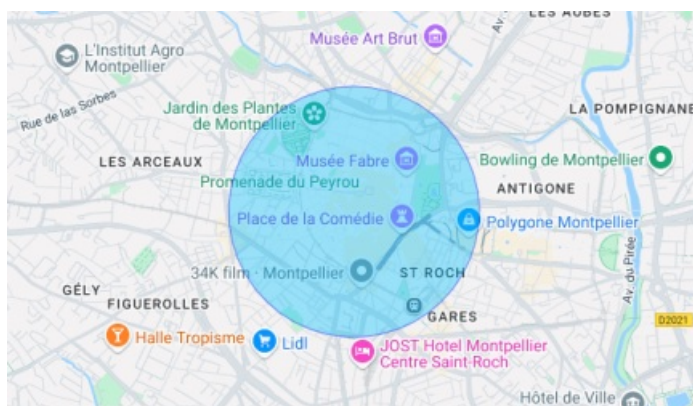 LES AUBES
Musée Art Brut
Av.
L'Institut Agro
Montpellier
Rue de las Sorbes
Jardin des Plantes
de Montpellier
LA POMPIGNANE
LES ARCEAUX
Musée Fabre
Bowling de Montpellier
Promenade du Peyrou
ANTIGONE
Place de la Comédie
Polygone Montpellier
34K film · Montpellier
ST ROCH
Av. du Pirée
GÉLY
FIGUEROLLES
GARES
D2021
Halle Tropisme
Lidl
JOST Hotel Montpellier
Centre Saint-Roch
Hôtel de Ville